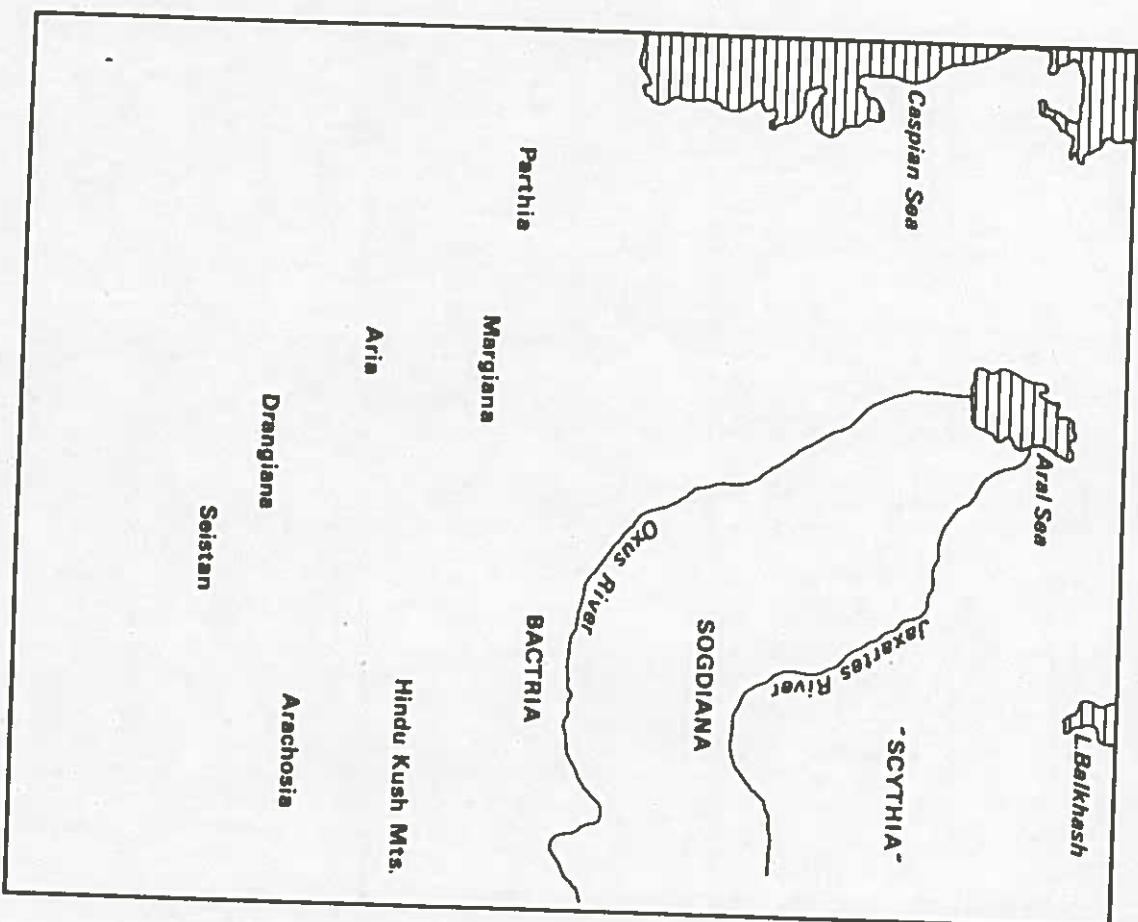 Caspian Sea
Aral Sea
L.Balkhash
Jaxartes River
"SCYTHIA"
SOGDIANA
Oxus River
BACTRIA
Parthia
Margiana
Hindu Kush Mts.
Aria
Drangiana
Arachosia
Seistan